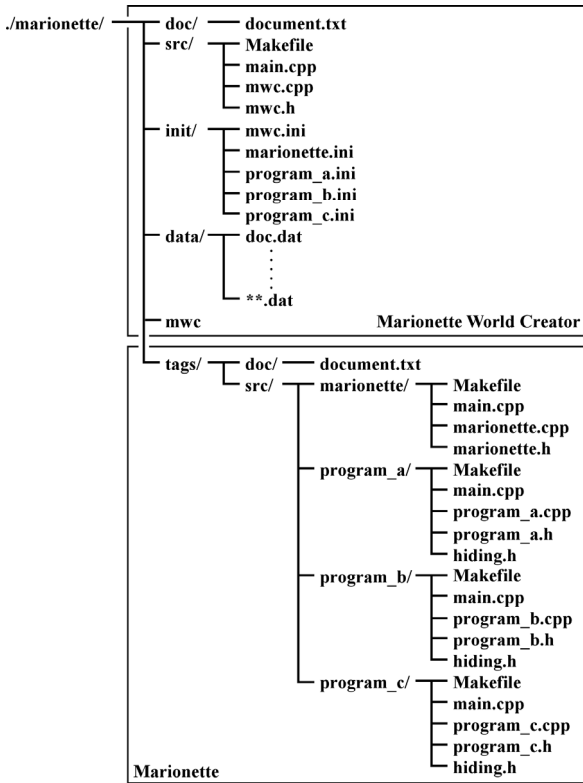 ./marionette/ doc/ document.txt
src/ Makefile
main.cpp
mwc.cpp
mwc.h
init/ mwc.ini
marionette.ini
program_a.ini
program_b.ini
program_c.ini
data/ doc.dat
**.dat
mwc Marionette World Creator
tags/ doc/ document.txt
src/ marionette/ Makefile
main.cpp
marionette.cpp
marionette.h
program_a/ Makefile
main.cpp
program_a.cpp
program_a.h
hiding.h
program_b/ Makefile
main.cpp
program_b.cpp
program_b.h
hiding.h
program_c/ Makefile
main.cpp
program_c.cpp
program_c.h
hiding.h
Marionette